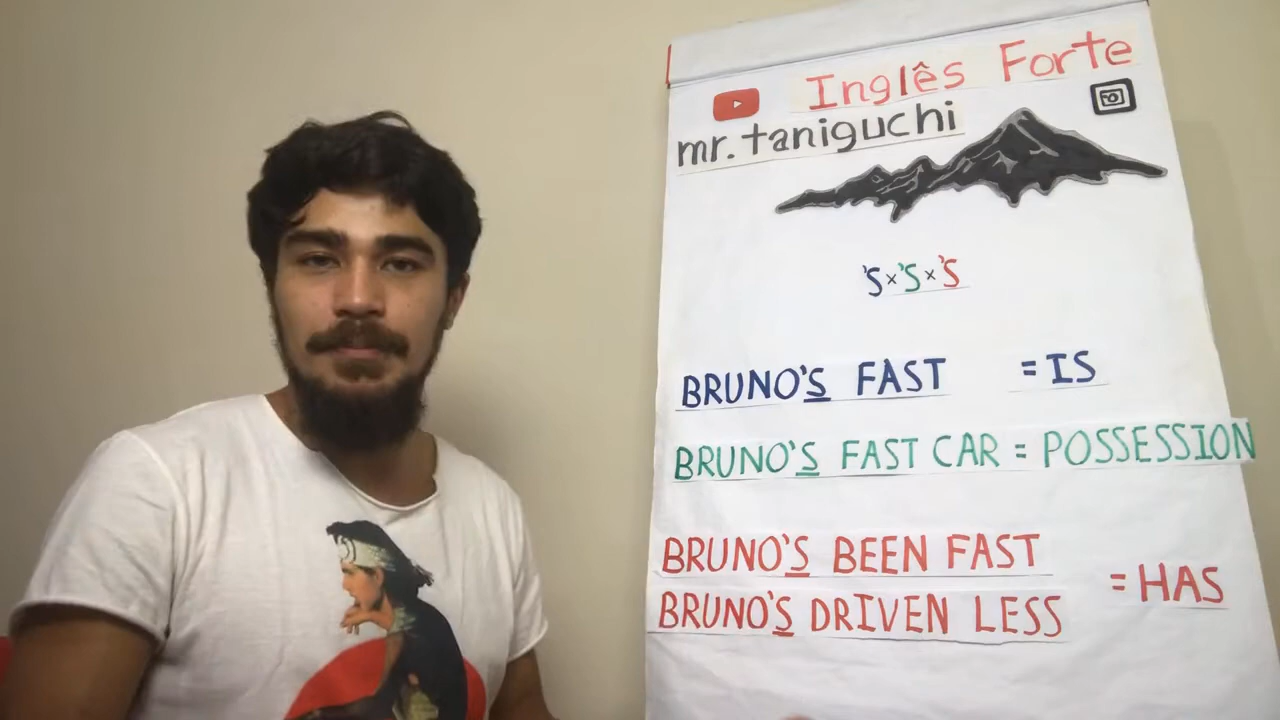 Inglês Forte
mr.taniguchi
'S×'S×'S
BRUNO'S FAST = IS
BRUNO'S FAST CAR = POSSESSION
BRUNO'S BEEN FAST
BRUNO'S DRIVEN LESS
= HAS